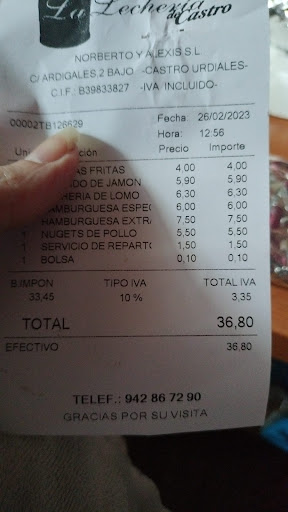 La Lechería
de Castro
NORBERTO Y ALEXIS.S.L
C/ ARDIGALES.2 BAJO -CASTRO URDIALES-
C.I.F: B39833827 -IVA INCLUIDO-
00002TB126629 Fecha 26/02/2023
Hora: 12:56
Uni ción Precio Importe
AS FRITAS 4,00 4,00
DO DE JAMON 5,90 5,90
HERIA DE LOMO 6,30 6,30
HAMBURGUESA ESPEC 6,00 6,00
HAMBURGUESA EXTRA 7,50 7,50
1 NUGETS DE POLLO 5,50 5,50
1 SERVICIO DE REPARTO 1,50 1,50
1 BOLSA 0,10 0,10
B.IMPON TIPO IVA TOTAL IVA
33,45 10 % 3,35
TOTAL 36,80
EFECTIVO 36,80
TELEF.: 942 86 72 90
GRACIAS POR SU VISITA